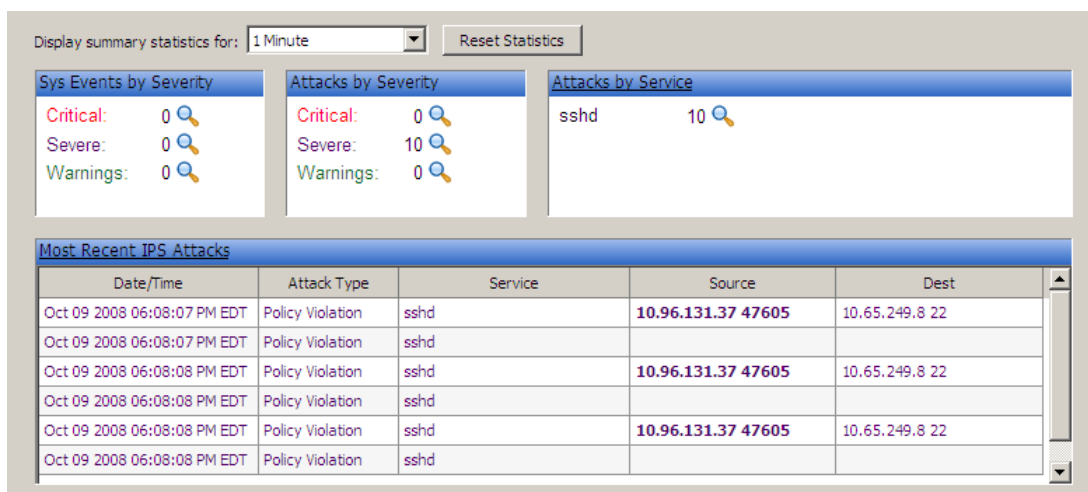 Display summary statistics for: 1 Minute Reset Statistics
Sys Events by Severity Attacks by Severity Attacks by Service
Critical: 0 Critical: 0 sshd 10
Severe: 0 Severe: 10
Warnings: 0 Warnings: 0
Most Recent IPS Attacks
Date/Time Attack Type Service Source Dest
Oct 09 2008 06:08:07 PM EDT Policy Violation sshd 10.96.131.37 47605 10.65.249.8 22
Oct 09 2008 06:08:07 PM EDT Policy Violation sshd
Oct 09 2008 06:08:08 PM EDT Policy Violation sshd 10.96.131.37 47605 10.65.249.8 22
Oct 09 2008 06:08:08 PM EDT Policy Violation sshd
Oct 09 2008 06:08:08 PM EDT Policy Violation sshd 10.96.131.37 47605 10.65.249.8 22
Oct 09 2008 06:08:08 PM EDT Policy Violation sshd